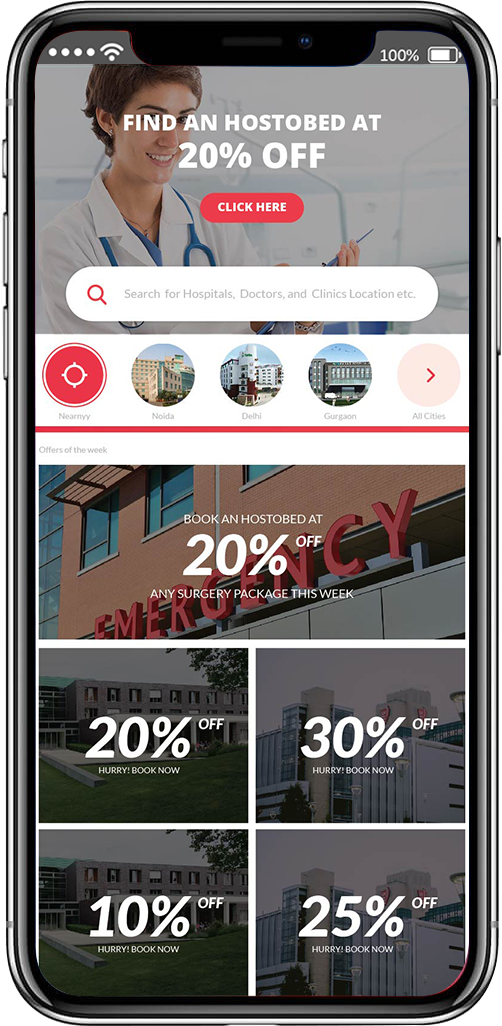 100%
FIND AN HOSTOBED AT
20% OFF
CLICK HERE
Search for Hospitals, Doctors, and Clinics Location etc.
Nearnyy
Noida
Delhi
Gurgaon
All Cities
Offers of the week
BOOK AN HOSTOBED AT
20% OFF
ANY SURGERY PACKAGE THIS WEEK
EMERGENCY
20% OFF
HURRY! BOOK NOW
30% OFF
HURRY! BOOK NOW
10% OFF
HURRY! BOOK NOW
25% OFF
HURRY! BOOK NOW